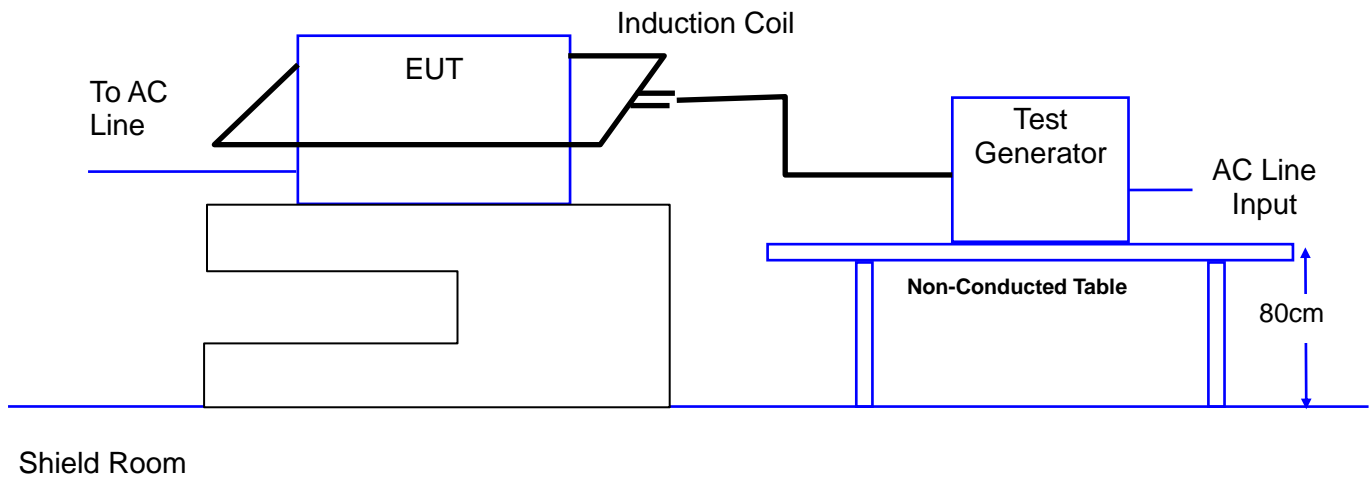 Induction Coil
EUT
To AC
Line
Test
Generator
AC Line
Input
Non-Conducted Table
80cm
Shield Room